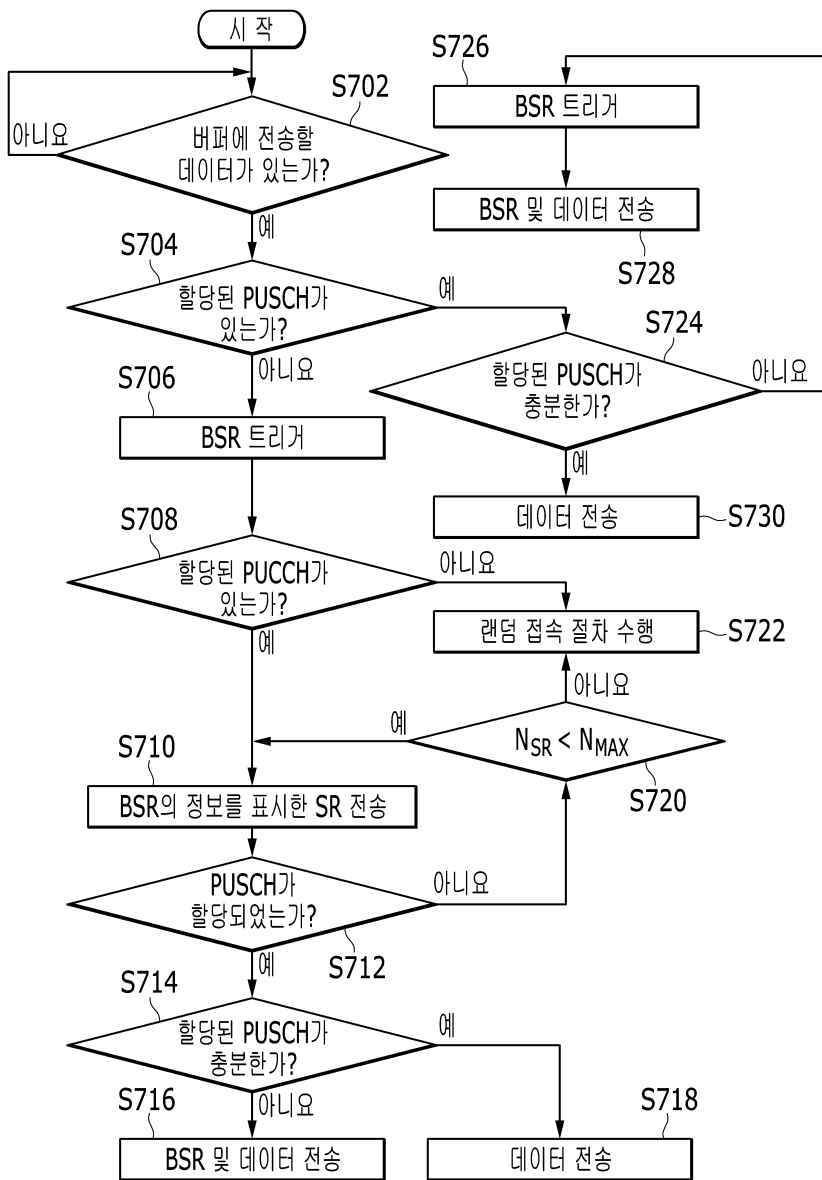 시 작
S702
버퍼에 전송할
데이터가 있는가?
아니요
예
S704
할당된 PUSCH가
있는가?
예
아니요
S706
BSR 트리거
S708
할당된 PUCCH가
있는가?
아니요
예
S710
BSR의 정보를 표시한 SR 전송
PUSCH가
할당되었는가?
아니요
S712
예
S714
할당된 PUSCH가
충분한가?
예
아니요
S716
BSR 및 데이터 전송
S718
데이터 전송
S726
BSR 트리거
BSR 및 데이터 전송
S728
S724
할당된 PUSCH가
충분한가?
아니요
예
데이터 전송
S730
랜덤 접속 절차 수행
S722
아니요
예
N_SR < N_MAX
S720